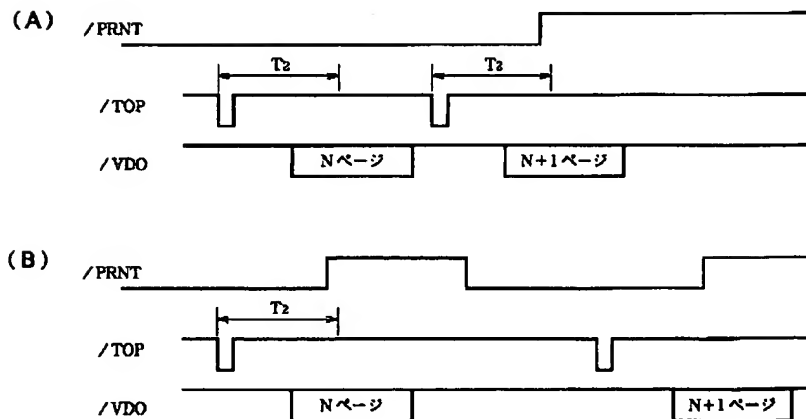 (A)
/PRNT
T2 T2
/TOP
/VDO Nページ N+1ページ
(B)
/PRNT
T2
/TOP
/VDO Nページ N+1ページ